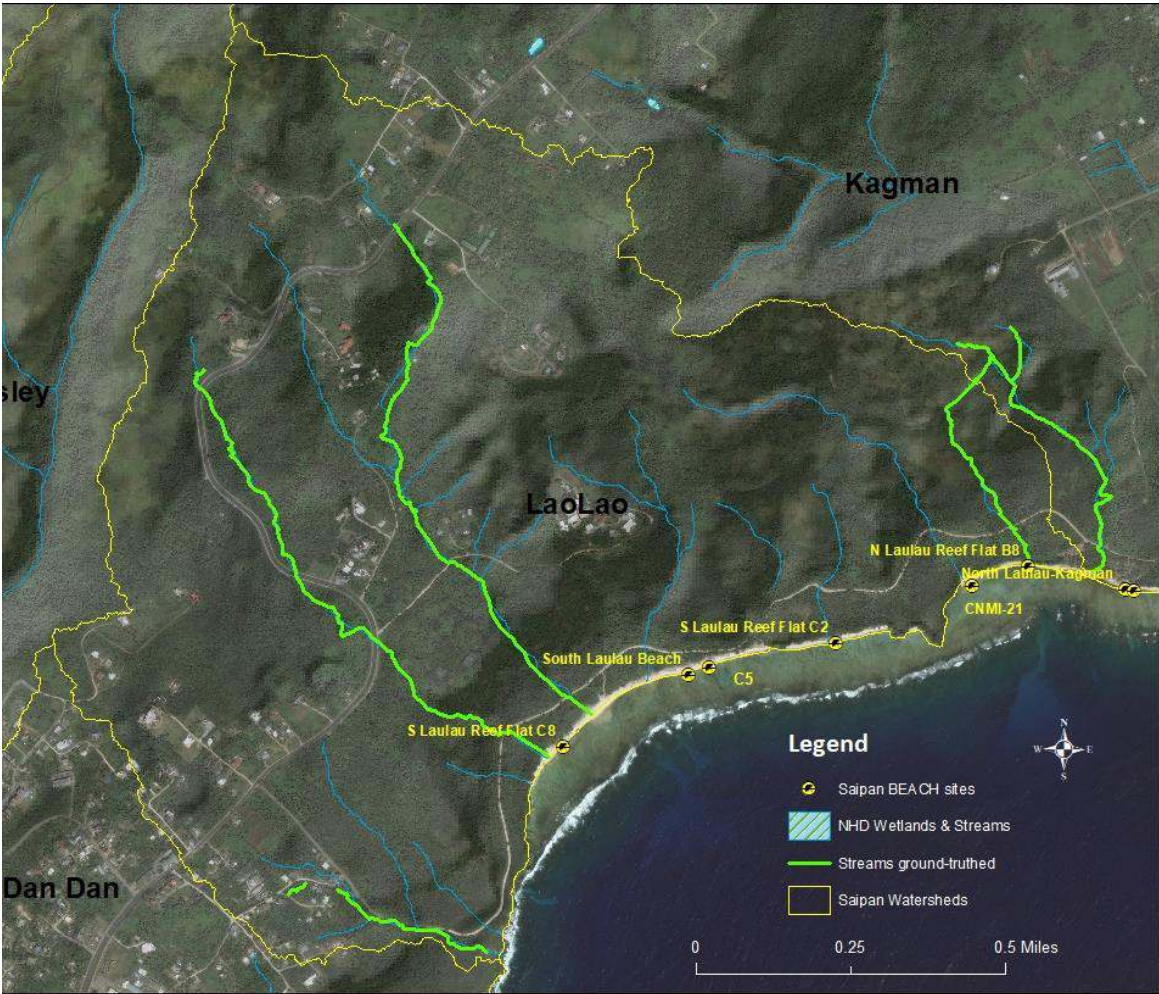 Kagman
sley
LaoLao
N Laulau Reef Flat B8
North Laulau-Kagman
CNMI-21
S Laulau Reef Flat C2
South Laulau Beach
C5
S Laulau Reef Flat C8
Dan Dan
Legend
Saipan BEACH sites
NHD Wetlands & Streams
Streams ground-truthed
Saipan Watersheds
N
W E
S
0 0.25 0.5 Miles